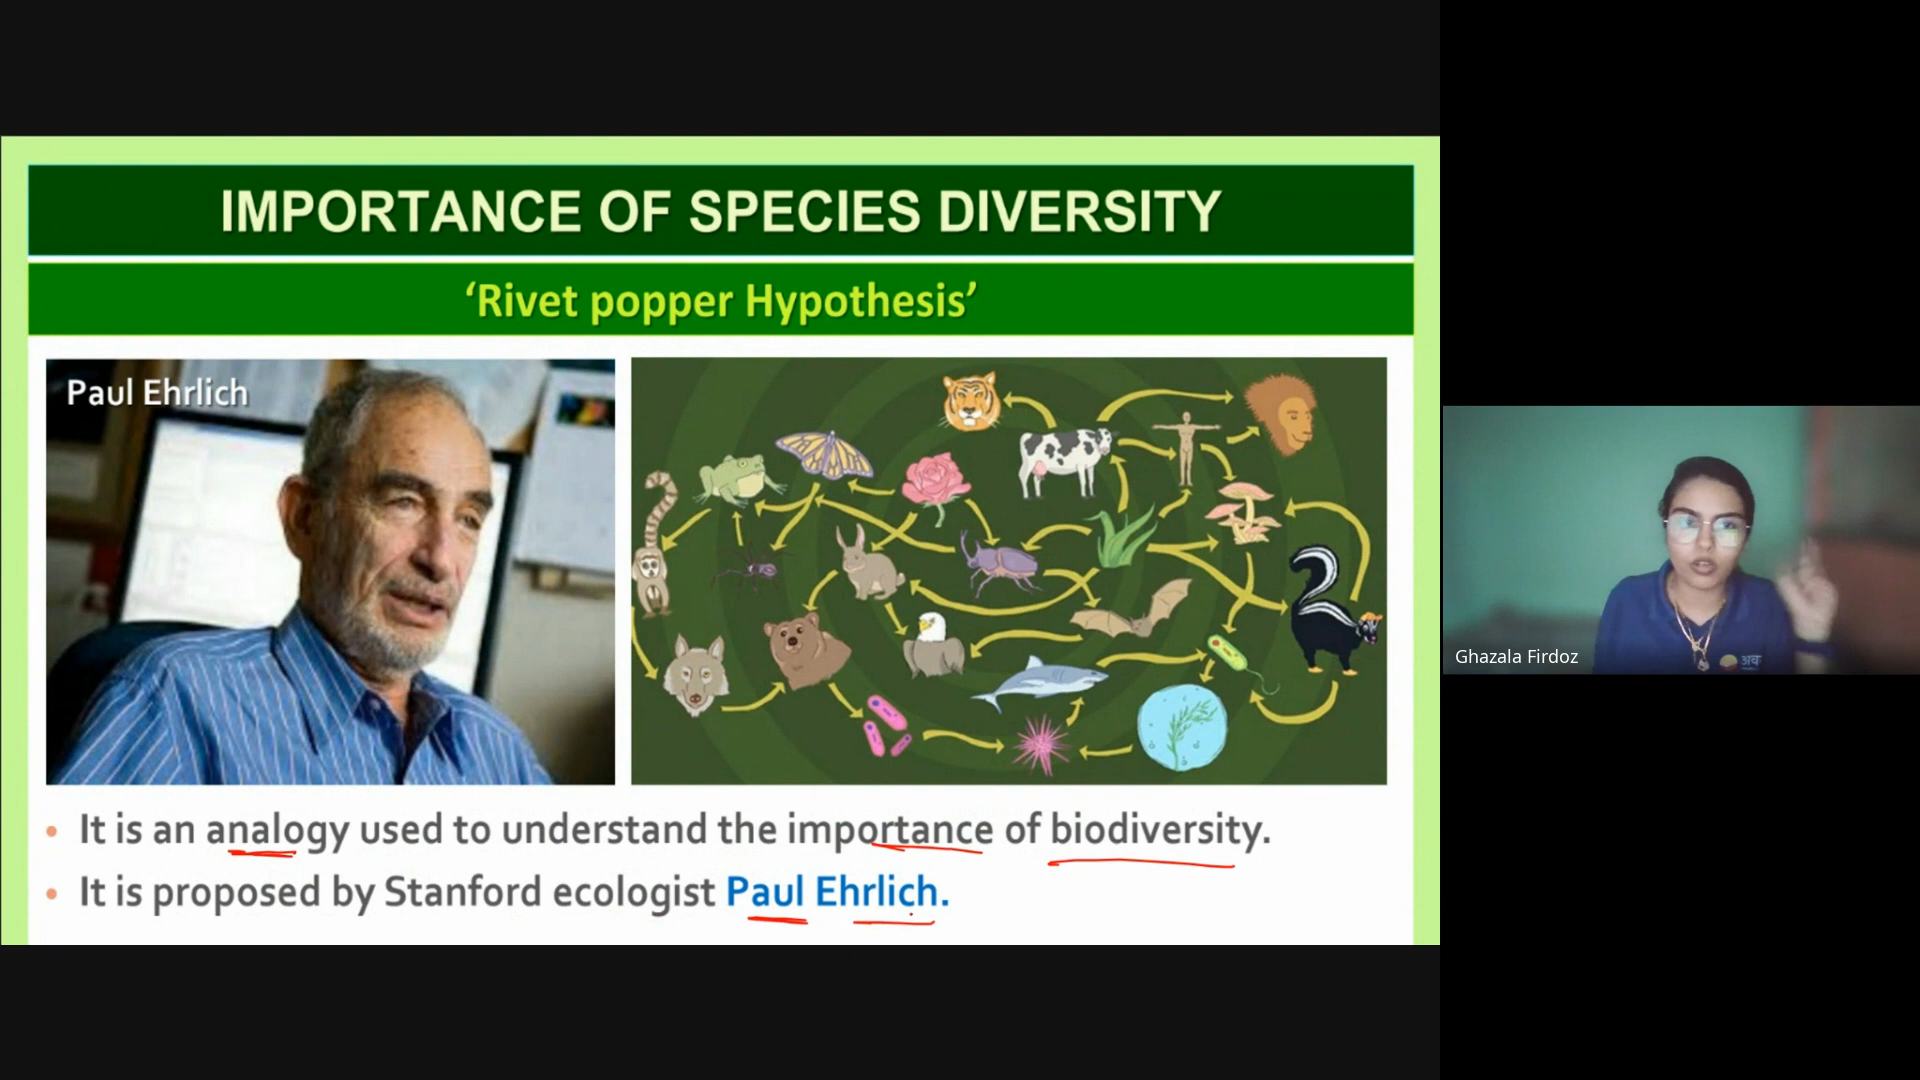 IMPORTANCE OF SPECIES DIVERSITY
‘Rivet popper Hypothesis’
Paul Ehrlich
• It is an analogy used to understand the importance of biodiversity.
• It is proposed by Stanford ecologist Paul Ehrlich.
Ghazala Firdoz
अव